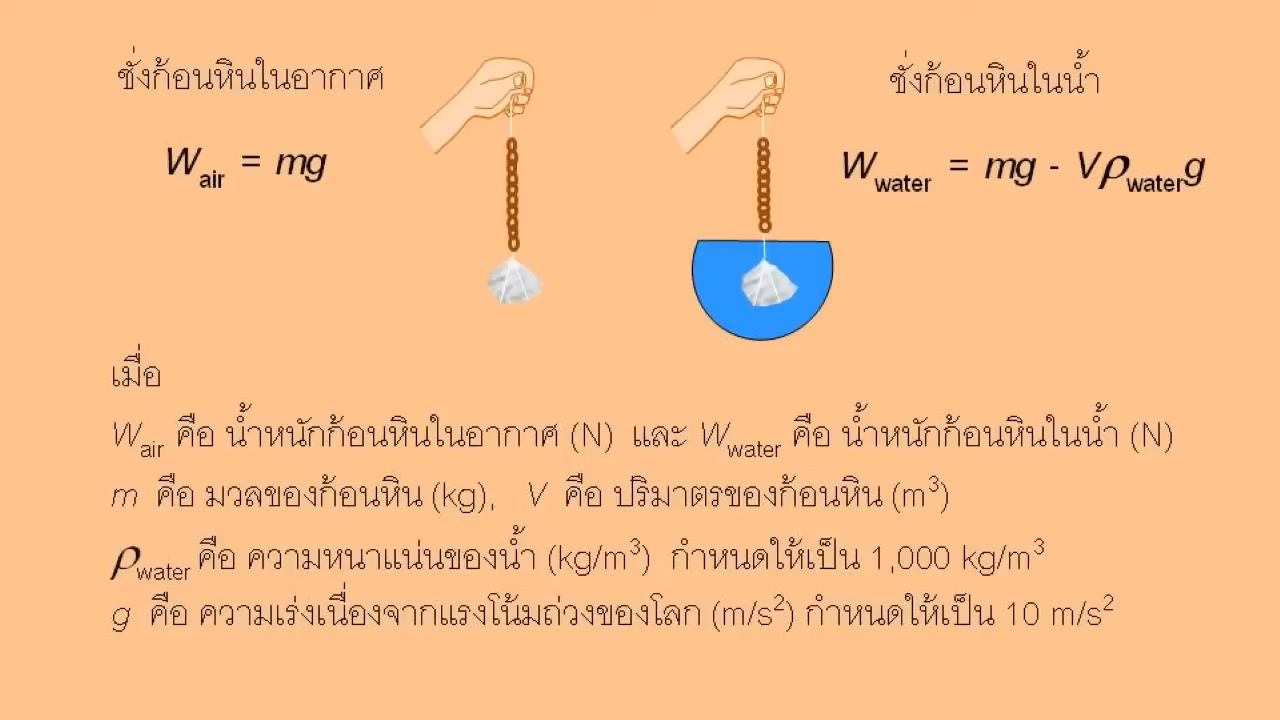 ชั่งก้อนหินในอากาศ
ชั่งก้อนหินในน้ำ
Wair = mg
Wwater = mg - Vρwaterg
เมื่อ
Wair คือ น้ำหนักก้อนหินในอากาศ (N) และ Wwater คือ น้ำหนักก้อนหินในน้ำ (N)
m คือ มวลของก้อนหิน (kg), V คือ ปริมาตรของก้อนหิน (m³)
ρwater คือ ความหนาแน่นของน้ำ (kg/m³) กำหนดให้เป็น 1,000 kg/m³
g คือ ความเร่งเนื่องจากแรงโน้มถ่วงของโลก (m/s²) กำหนดให้เป็น 10 m/s²